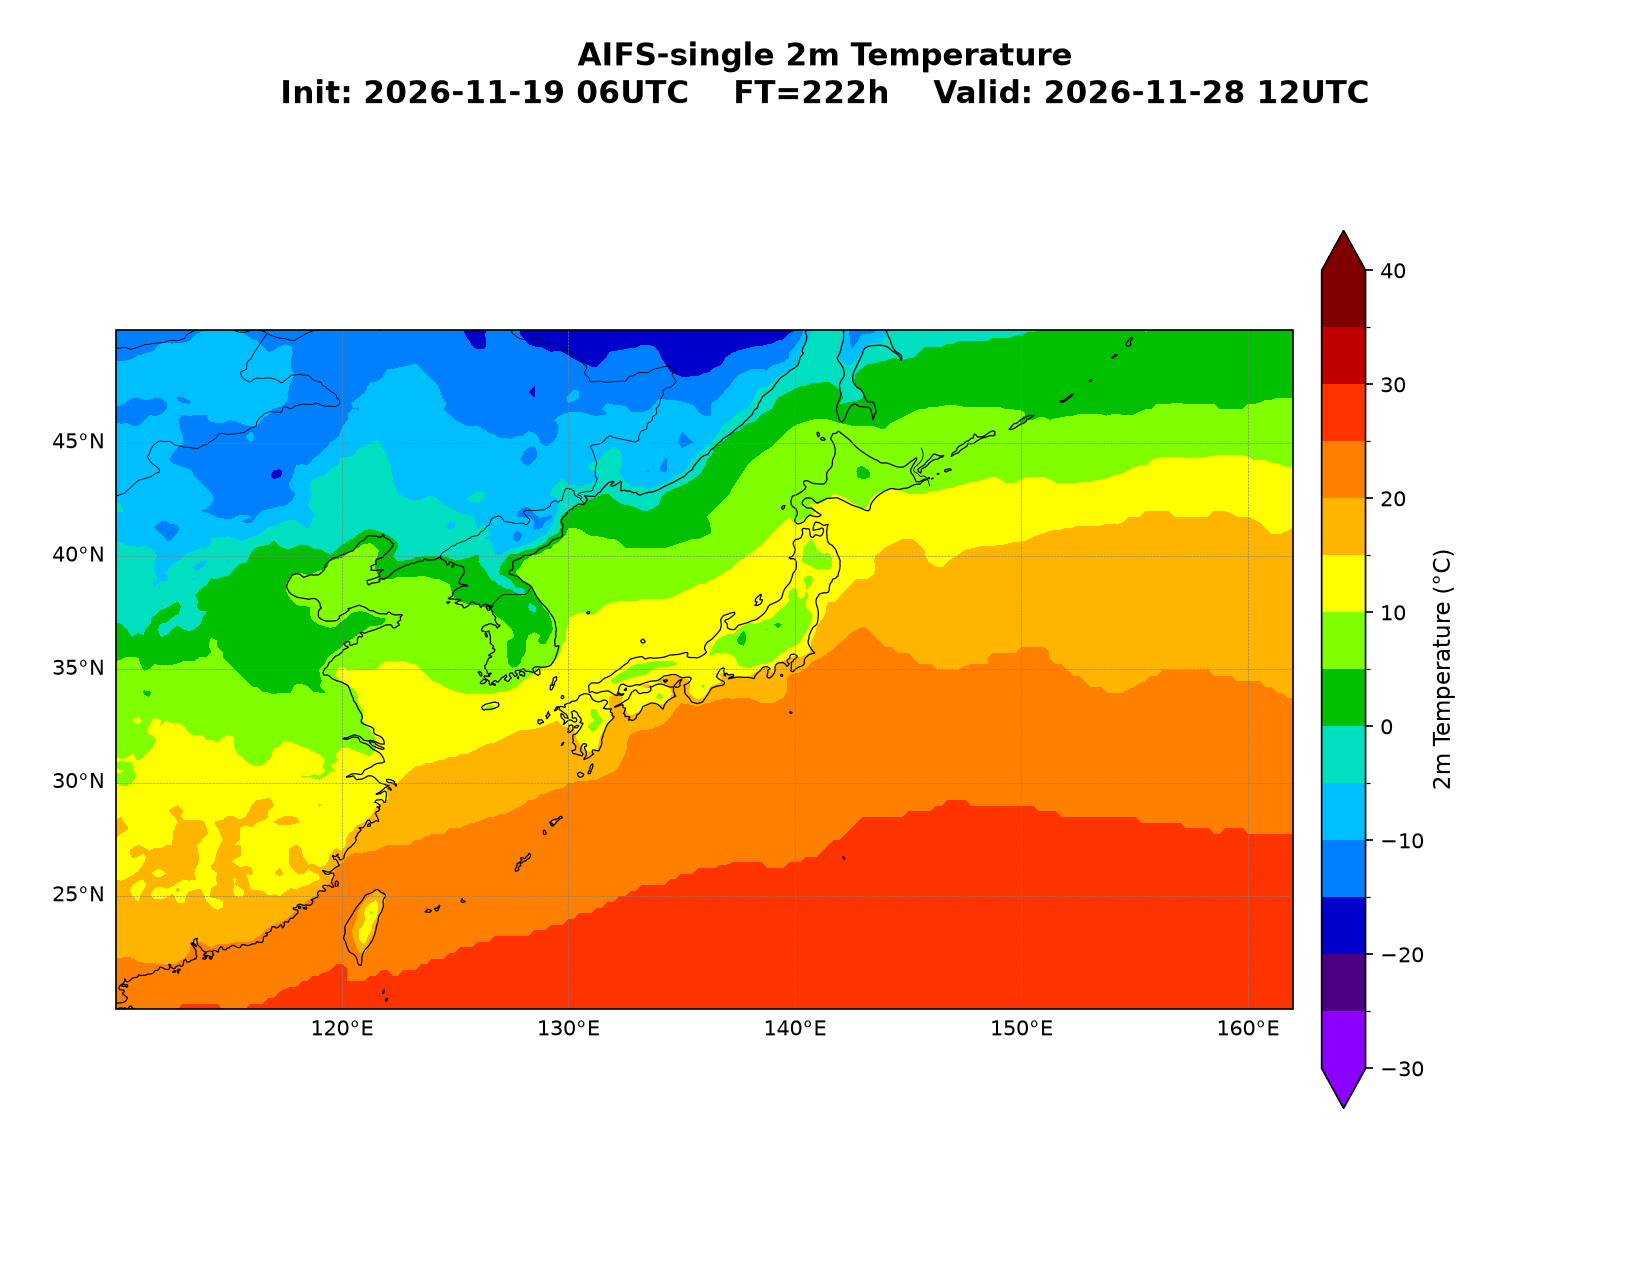 AIFS-single 2m Temperature
Init: 2026-11-19 06UTC    FT=222h    Valid: 2026-11-28 12UTC
45°N
40°N
35°N
30°N
25°N
120°E
130°E
140°E
150°E
160°E
40
30
20
10
0
−10
−20
−30
2m Temperature (°C)